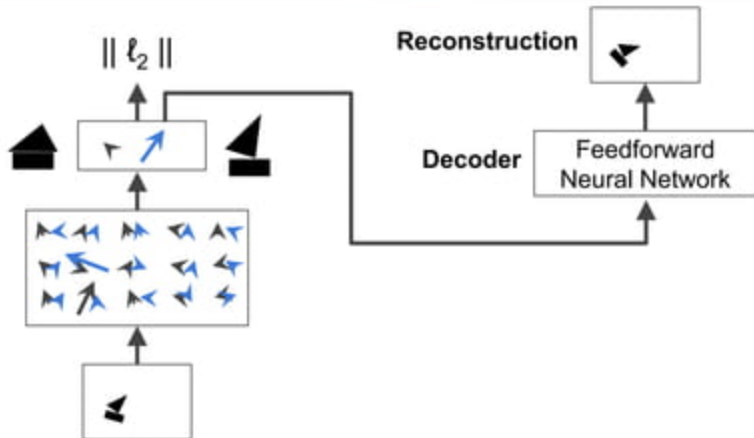 || ℓ₂ ||
Reconstruction
Decoder
Feedforward
Neural Network